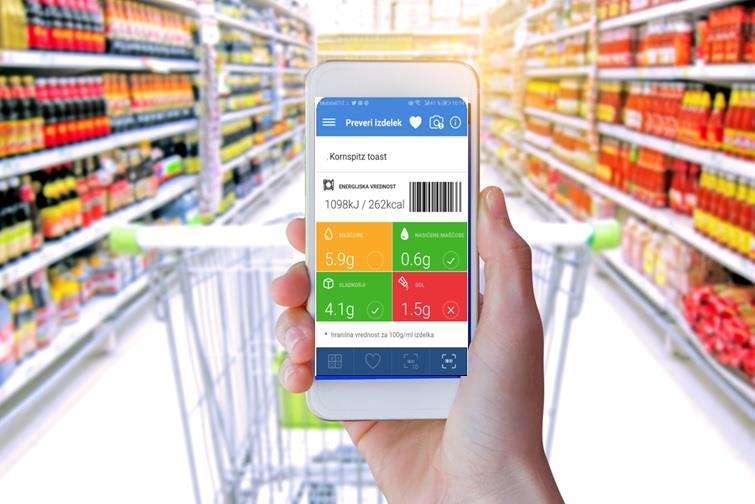 Preveri izdelek
Kornspitz toast
ENERGIJSKA VREDNOST
1098kJ / 262kcal
MAŠČOBE
5.9g
NASIČENE MAŠČOBE
0.6g
SLADKORJI
4.1g
SOL
1.5g
* hranilna vrednost za 100g/ml izdelka
10